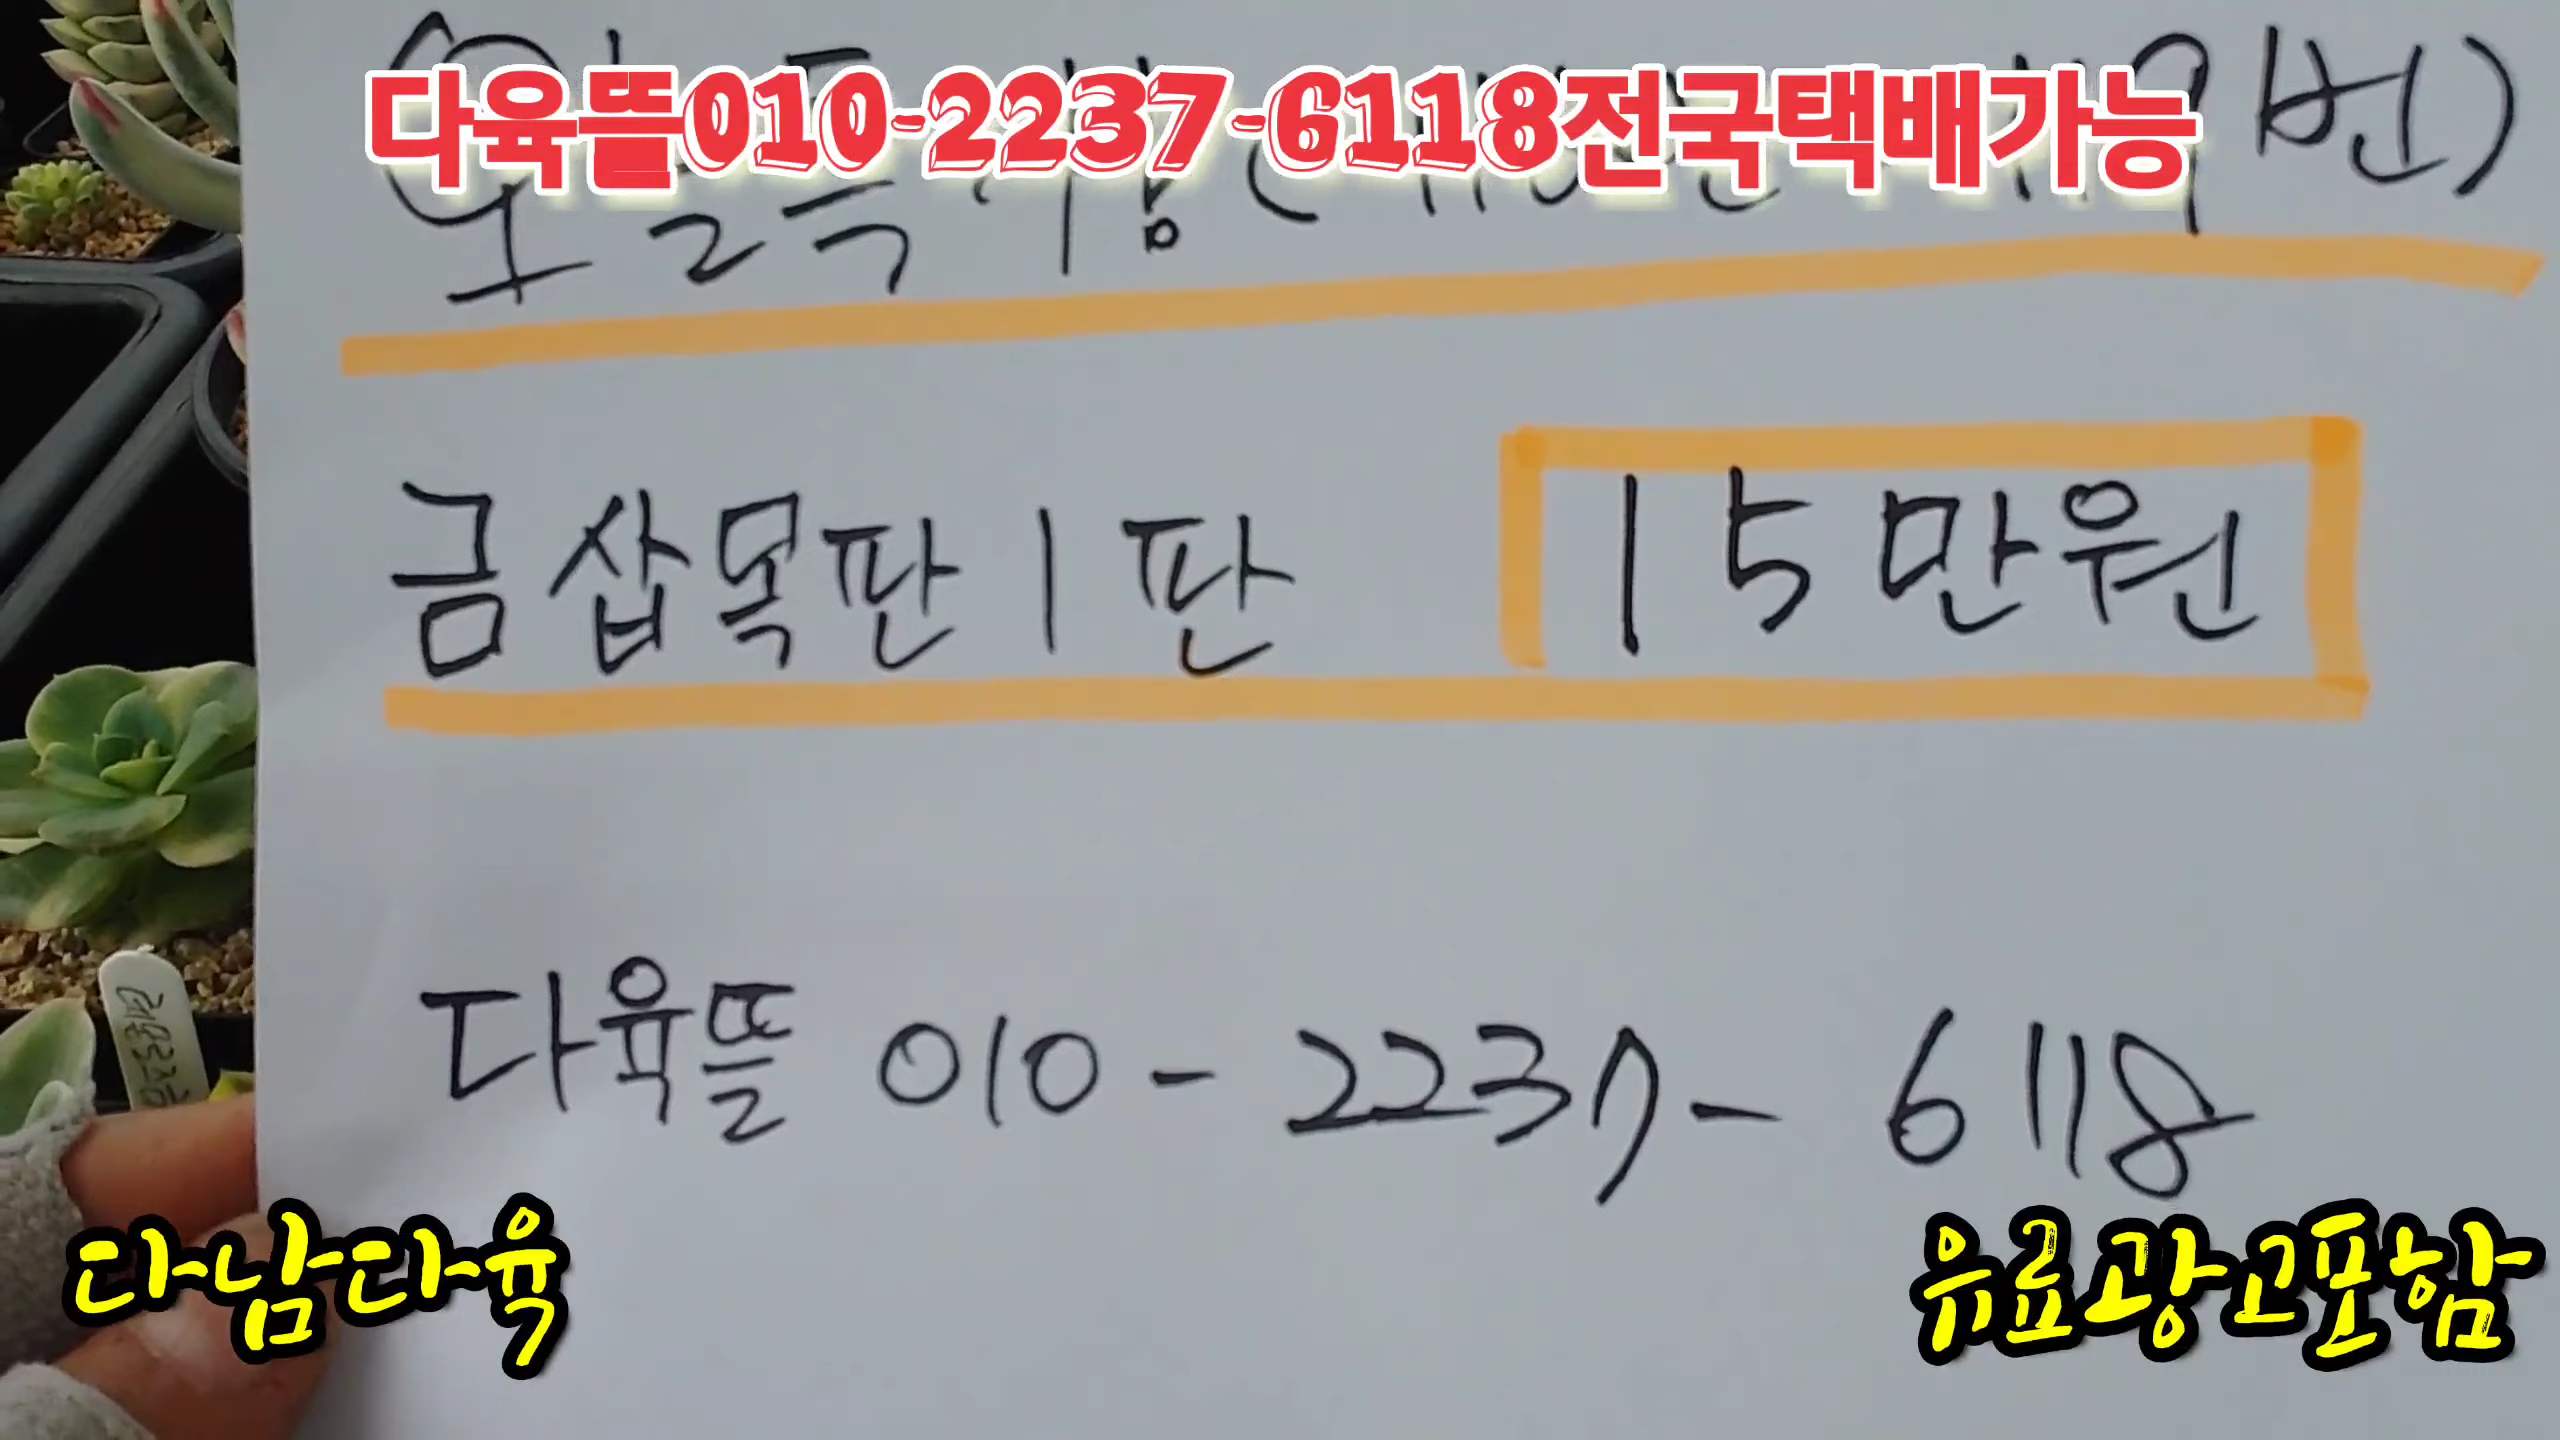 다육뜰010-2237-6118전국택배가능
금삽목판1판 15만원
다육뜰 010-2237-6118
다남다육
유료광고포함